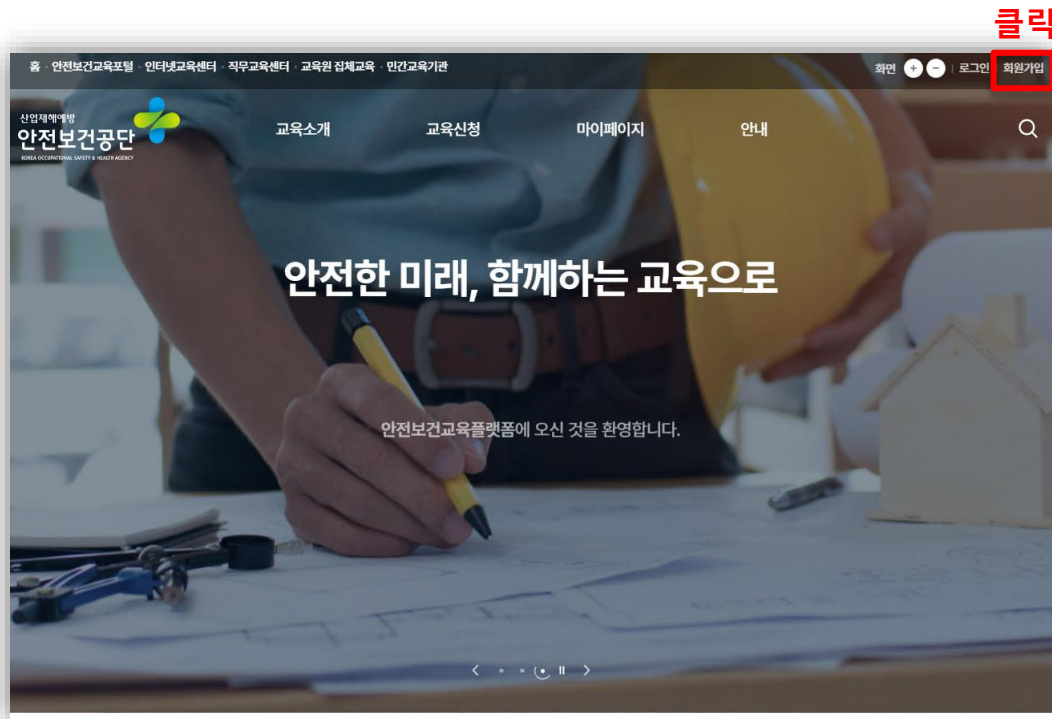 클릭
홈 · 안전보건교육포털 · 인터넷교육센터 · 직무교육센터 · 교육원 집체교육 · 민간교육기관
화면 + - | 로그인 회원가입
산업재해예방
안전보건공단
KOREA OCCUPATIONAL SAFETY & HEALTH AGENCY
교육소개 교육신청 마이페이지 안내
안전한 미래, 함께하는 교육으로
안전보건교육플랫폼에 오신 것을 환영합니다.